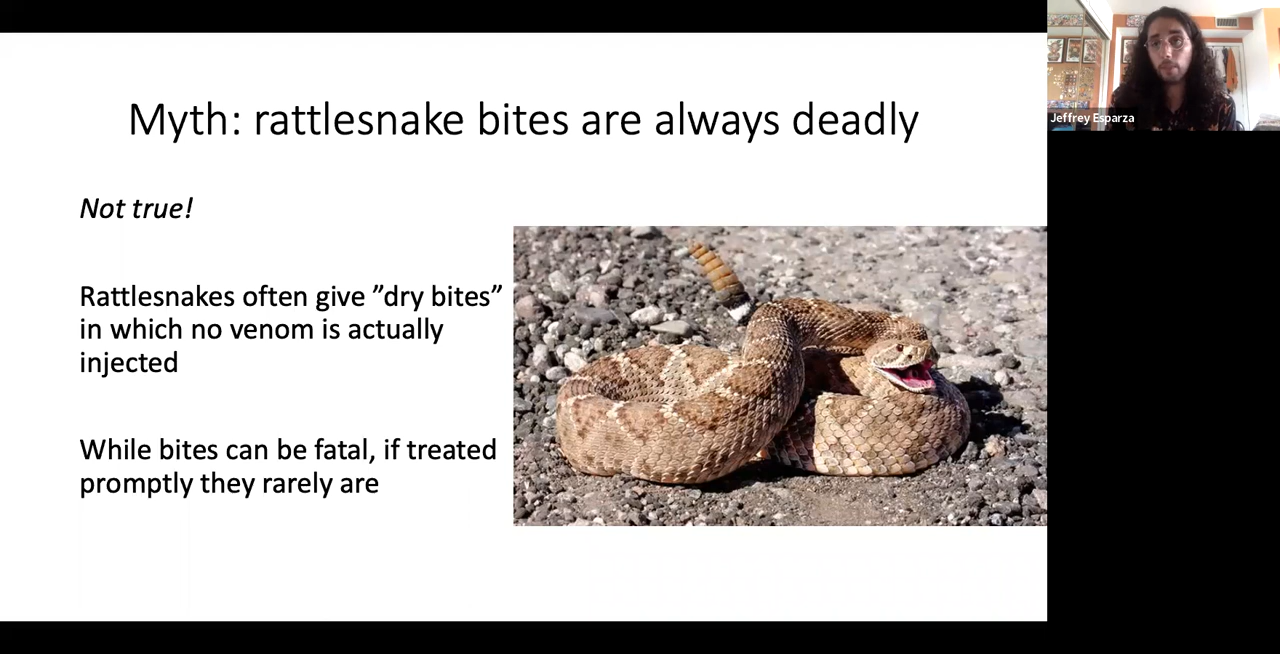 Myth: rattlesnake bites are always deadly
Jeffrey Esparza
Not true!
Rattlesnakes often give ”dry bites”
in which no venom is actually
injected
While bites can be fatal, if treated
promptly they rarely are